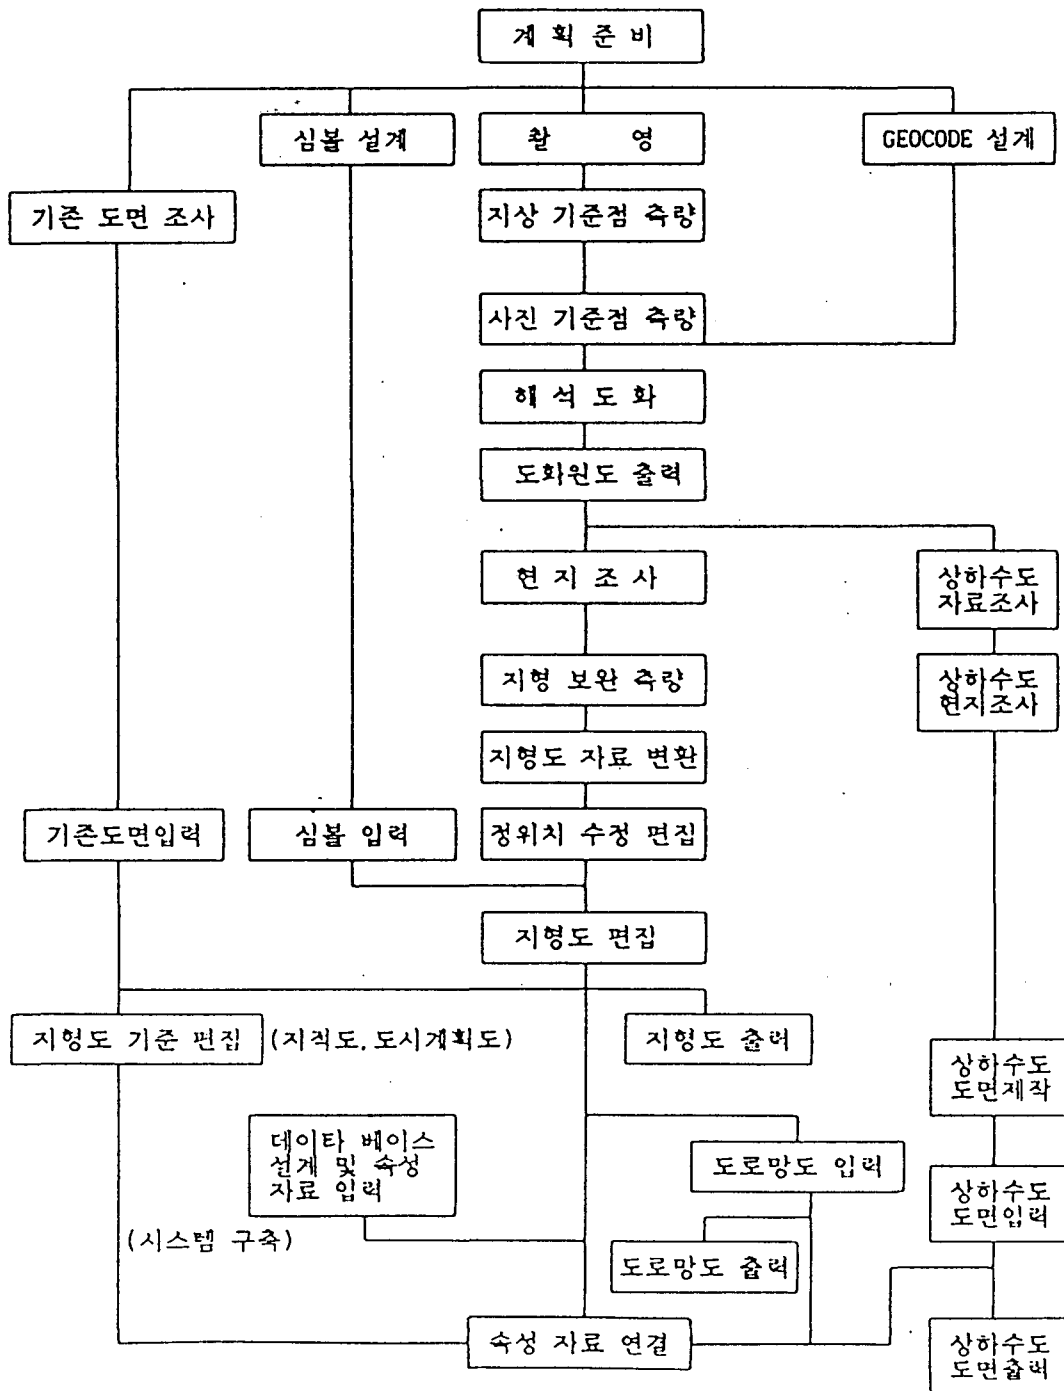 계 획 준 비
심볼 설계
촬 영
GEOCODE 설계
기존 도면 조사
지상 기준점 측량
사진 기준점 측량
해 석 도 화
도화원도 출력
현 지 조 사
상하수도
자료조사
지형 보완 측량
상하수도
현지조사
지형도 자료 변환
기존도면입력
심볼 입력
정위치 수정 편집
지형도 편집
지형도 기준 편집 (지적도, 도시계획도)
지형도 출력
상하수도
도면제작
데이타 베이스
설계 및 속성
자료 입력
도로망도 입력
상하수도
도면입력
(시스템 구축)
도로망도 출력
속성 자료 연결
상하수도
도면출력